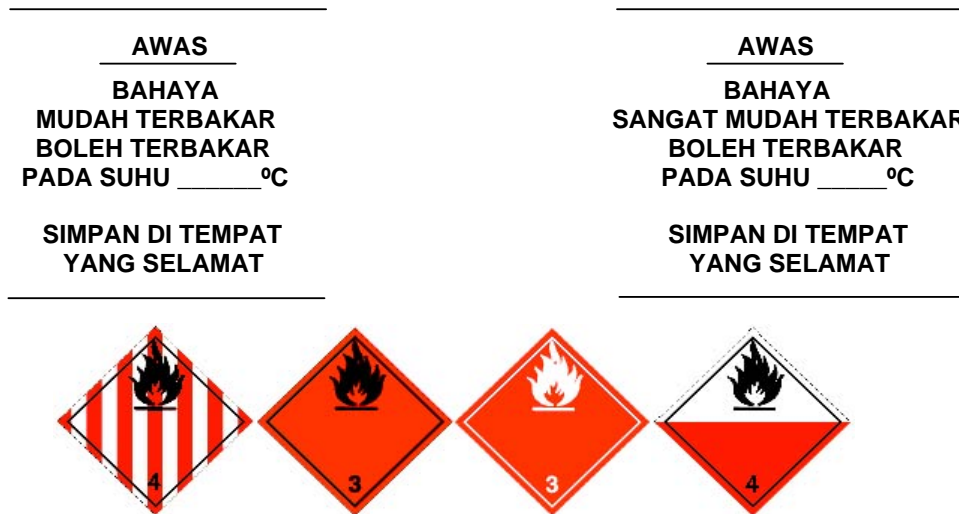 AWAS
BAHAYA
MUDAH TERBAKAR
BOLEH TERBAKAR
PADA SUHU ______ºC
SIMPAN DI TEMPAT
YANG SELAMAT
AWAS
BAHAYA
SANGAT MUDAH TERBAKAR
BOLEH TERBAKAR
PADA SUHU _____ºC
SIMPAN DI TEMPAT
YANG SELAMAT
4
3
3
4